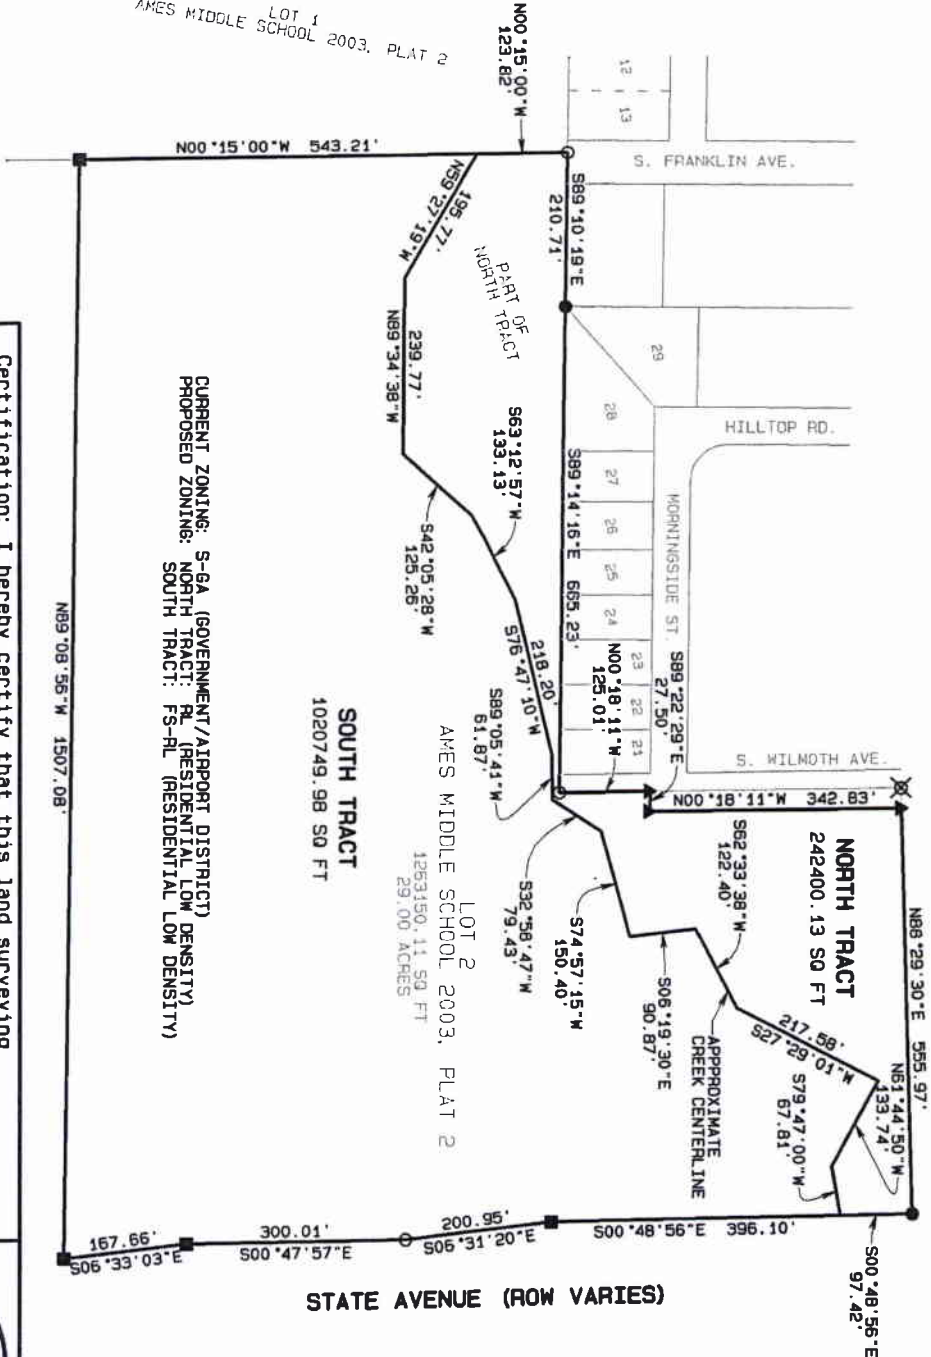 LOT 1
AMES MIDDLE SCHOOL 2003, PLAT 2
N00°15'00"W
123.82'
12
13
S. FRANKLIN AVE.
N00°15'00"W 543.21'
S89°10'19"E
210.71'
195.77'
N59°27'19"W
PART OF
NORTH TRACT
29
HILLTOP RD.
239.77'
N89°34'38"W
28
27
26
25
24
23
22
21
MORNINGSIDE ST.
S63°12'57"W
133.13'
S89°14'16"E 665.23'
S42°05'28"W
125.26'
218.20'
S76°47'10"W
N00°18'11"W
125.01'
S89°22'29"E
27.50'
S. WILMOTH AVE.
N00°18'11"W 342.83'
S89°05'41"W
61.87'
CURRENT ZONING: S-GA (GOVERNMENT/AIRPORT DISTRICT)
PROPOSED ZONING: NORTH TRACT: RL (RESIDENTIAL LOW DENSITY)
SOUTH TRACT: FS-RL (RESIDENTIAL LOW DENSITY)
N89°08'56"W 1507.08'
SOUTH TRACT
1020749.98 SQ FT
LOT 2
AMES MIDDLE SCHOOL 2003, PLAT 2
1263150.11 SQ FT
29.00 ACRES
S32°58'47"W
79.43'
S74°57'15"W
150.40'
S62°33'38"W
122.40'
NORTH TRACT
242400.13 SQ FT
N88°29'30"E 555.97'
S06°19'30"E
90.87'
APPPROXIMATE
CREEK CENTERLINE
217.58'
S27°29'01"W
N61°44'50"W
133.74'
S79°47'00"W
67.81'
167.66'
S06°33'03"E
300.01'
S00°47'57"E
200.95'
S06°31'20"E
S00°48'56"E 396.10'
S00°48'56"E
97.42'
STATE AVENUE (ROW VARIES)
Certification: I hereby certify that this land surveying